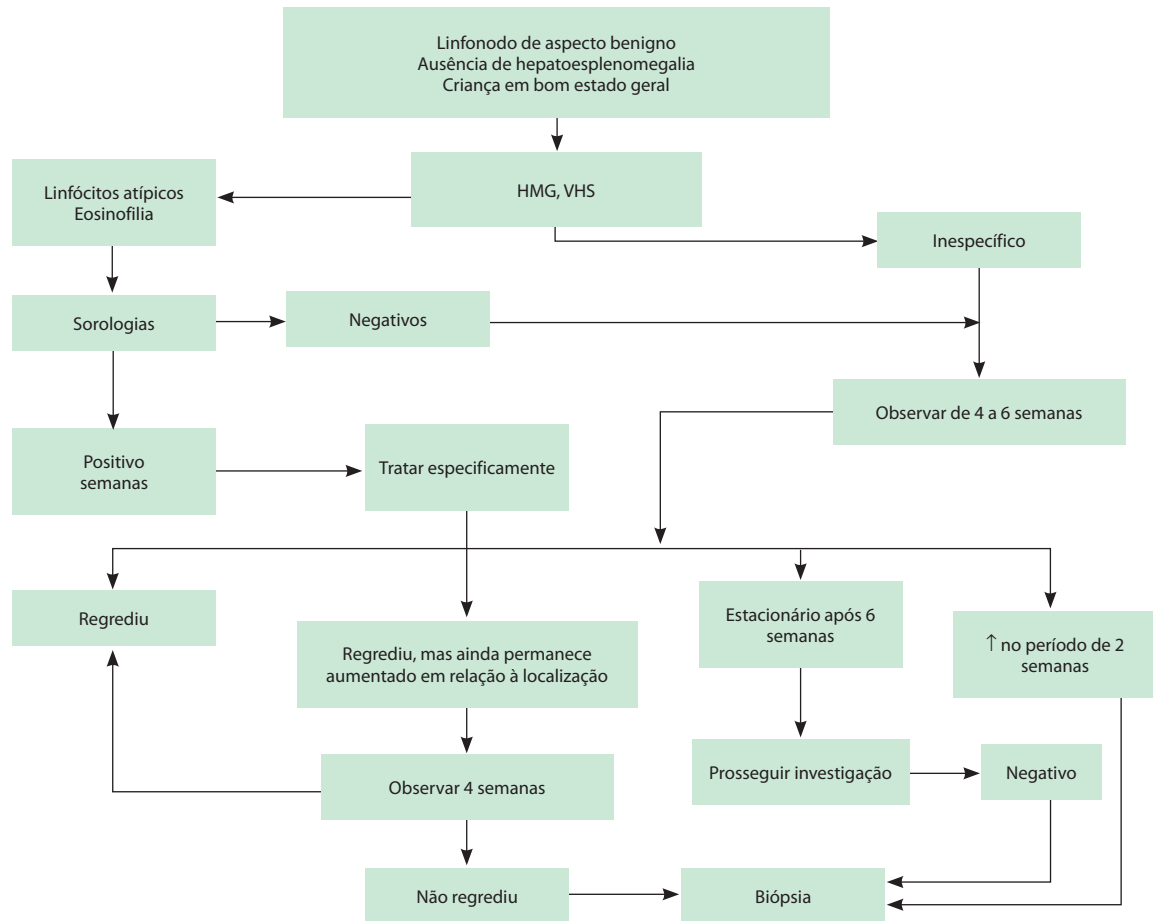 Linfonodo de aspecto benigno
Ausência de hepatoesplenomegalia
Criança em bom estado geral
Linfócitos atípicos
Eosinofilia
HMG, VHS
Inespecífico
Sorologias
Negativos
Observar de 4 a 6 semanas
Positivo
semanas
Tratar especificamente
Regrediu
Regrediu, mas ainda permanece
aumentado em relação à localização
Estacionário após 6
semanas
↑ no período de 2
semanas
Observar 4 semanas
Prosseguir investigação
Negativo
Não regrediu
Biópsia